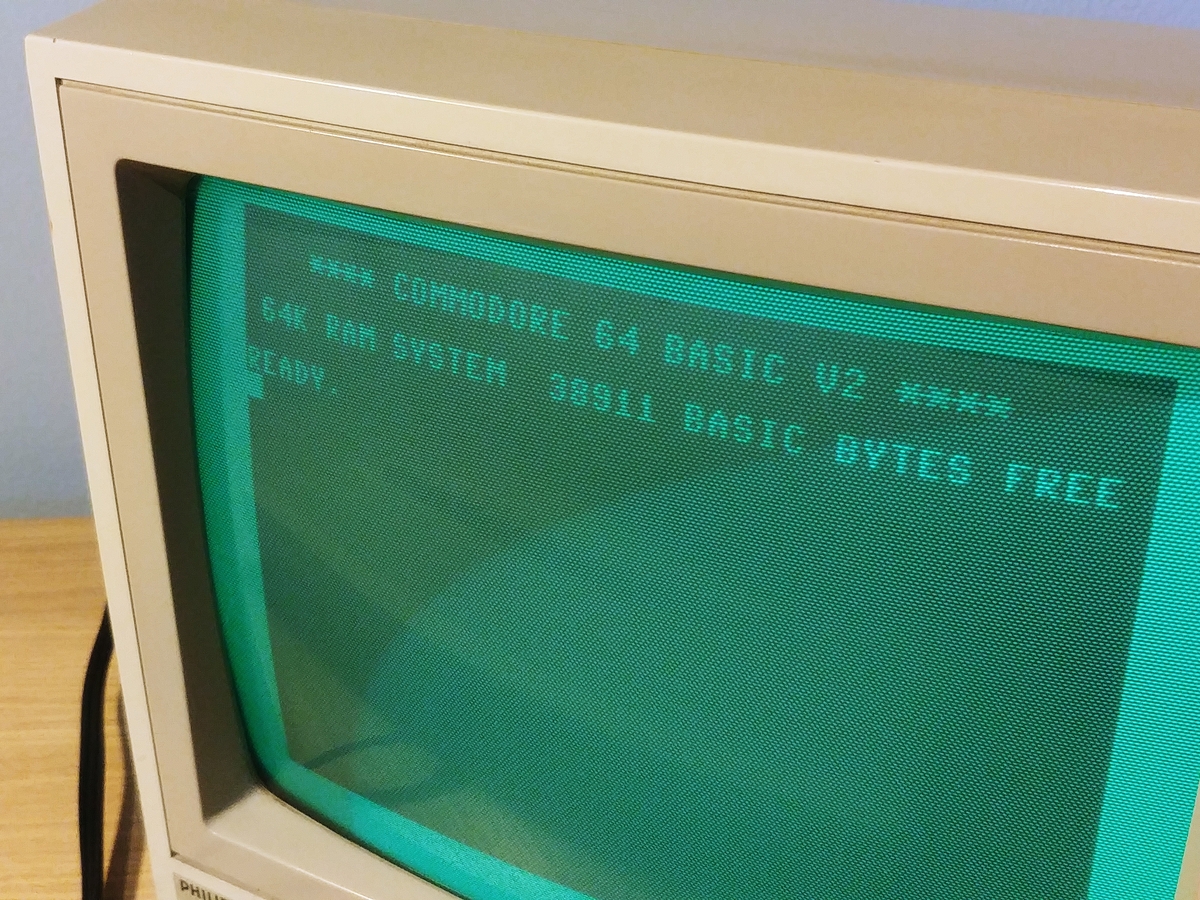 **** COMMODORE 64 BASIC V2 ****
64K RAM SYSTEM  38911 BASIC BYTES FREE
READY.